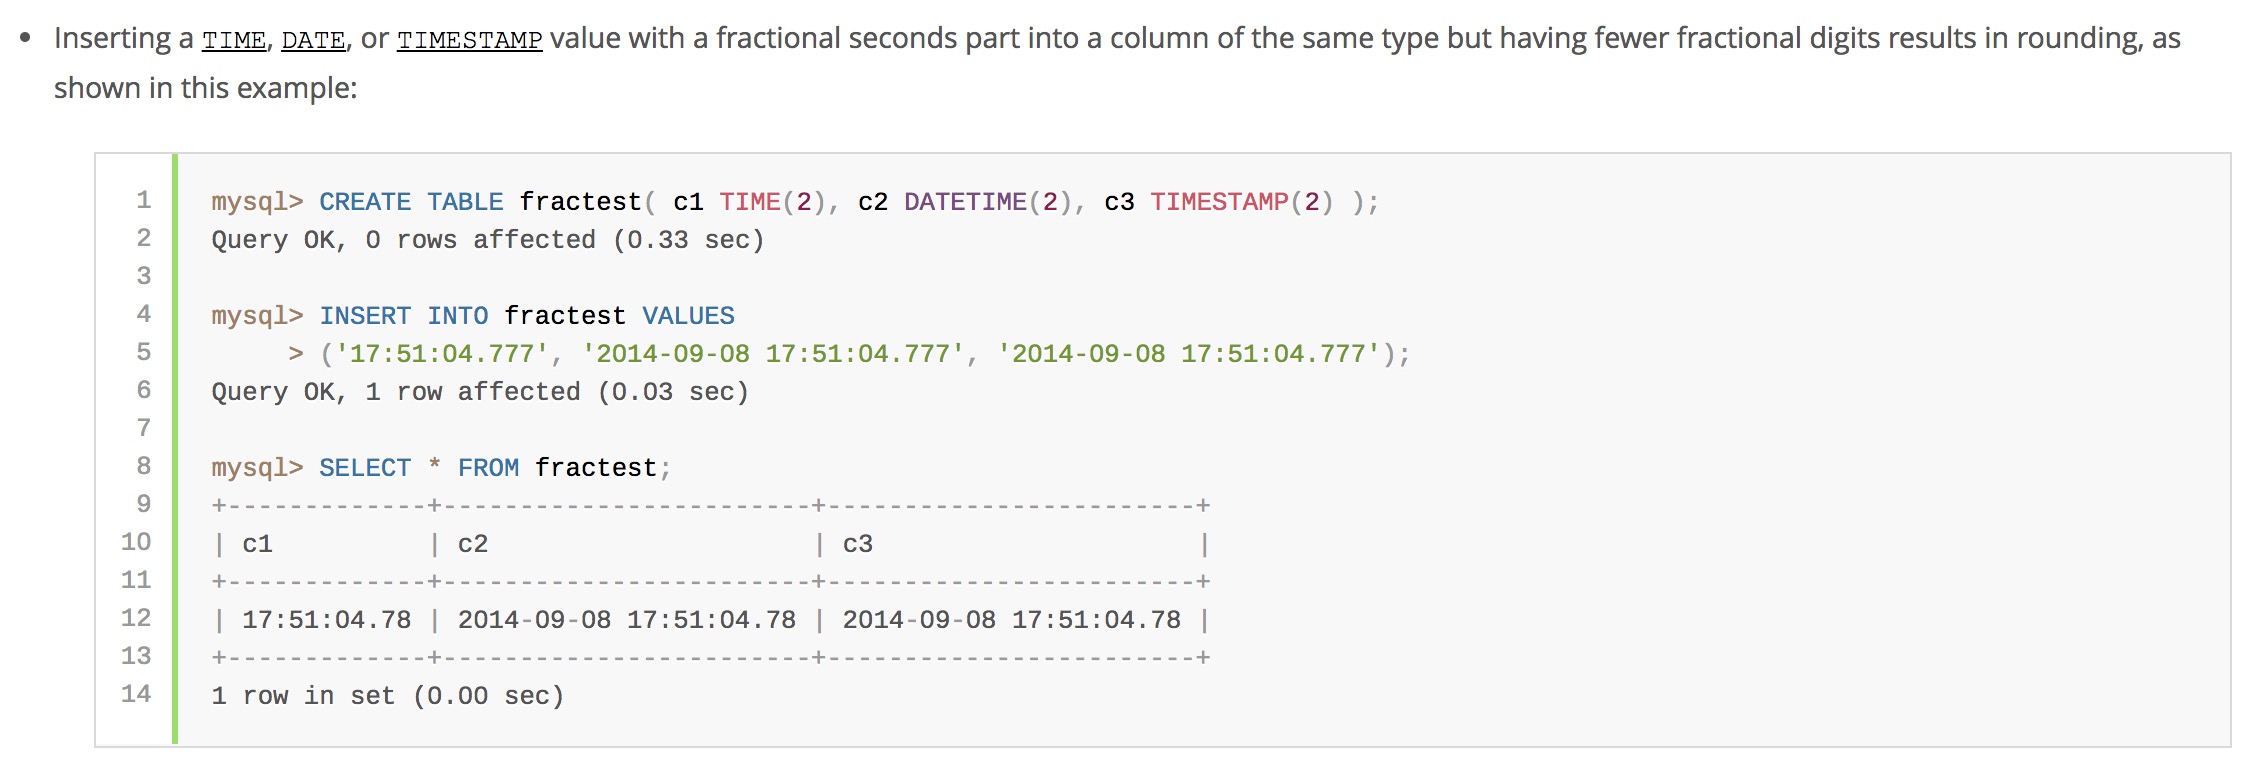 • Inserting a TIME, DATE, or TIMESTAMP value with a fractional seconds part into a column of the same type but having fewer fractional digits results in rounding, as
shown in this example:
1 mysql> CREATE TABLE fractest( c1 TIME(2), c2 DATETIME(2), c3 TIMESTAMP(2) );
2 Query OK, 0 rows affected (0.33 sec)
3
4 mysql> INSERT INTO fractest VALUES
5      > ('17:51:04.777', '2014-09-08 17:51:04.777', '2014-09-08 17:51:04.777');
6 Query OK, 1 row affected (0.03 sec)
7
8 mysql> SELECT * FROM fractest;
9 +-------------+------------------------+------------------------+
10 | c1          | c2                     | c3                     |
11 +-------------+------------------------+------------------------+
12 | 17:51:04.78 | 2014-09-08 17:51:04.78 | 2014-09-08 17:51:04.78 |
13 +-------------+------------------------+------------------------+
14 1 row in set (0.00 sec)